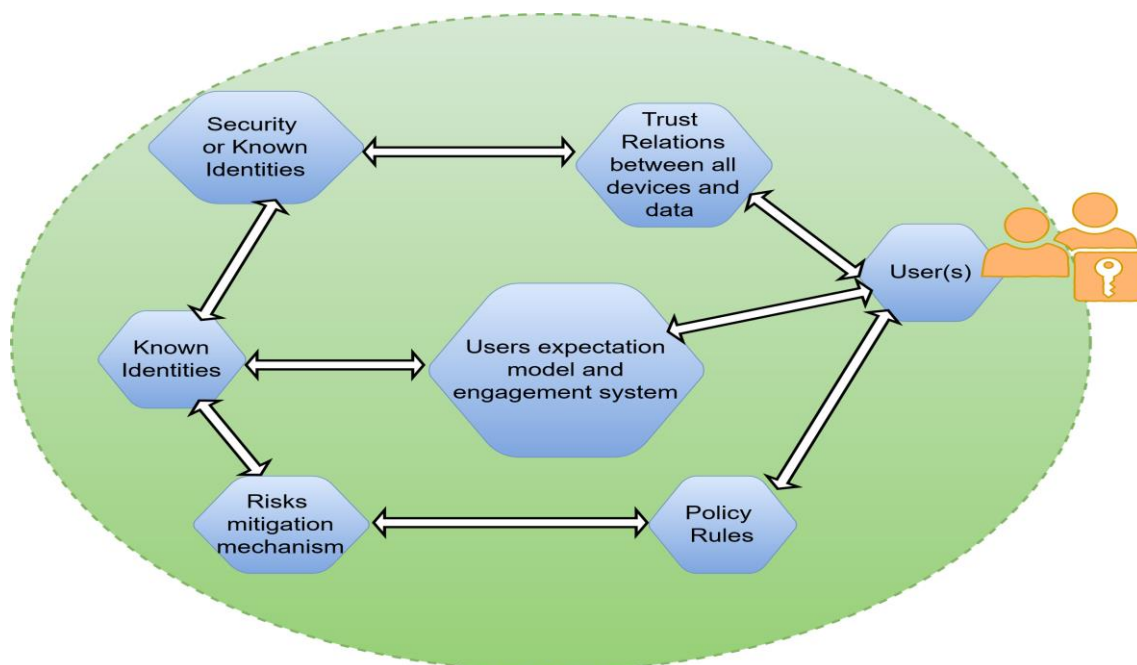 Security
or Known
Identities
Trust
Relations
between all
devices and
data
User(s)
Known
Identities
Users expectation
model and
engagement system
Risks
mitigation
mechanism
Policy
Rules